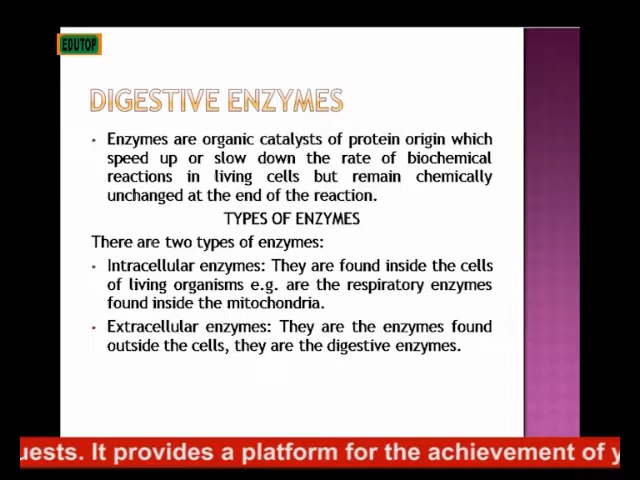 EDUTOP
DIGESTIVE ENZYMES
• Enzymes are organic catalysts of protein origin which
speed up or slow down the rate of biochemical
reactions in living cells but remain chemically
unchanged at the end of the reaction.
TYPES OF ENZYMES
There are two types of enzymes:
• Intracellular enzymes: They are found inside the cells
of living organisms e.g. are the respiratory enzymes
found inside the mitochondria.
• Extracellular enzymes: They are the enzymes found
outside the cells, they are the digestive enzymes.
It provides a platform for the achievement of